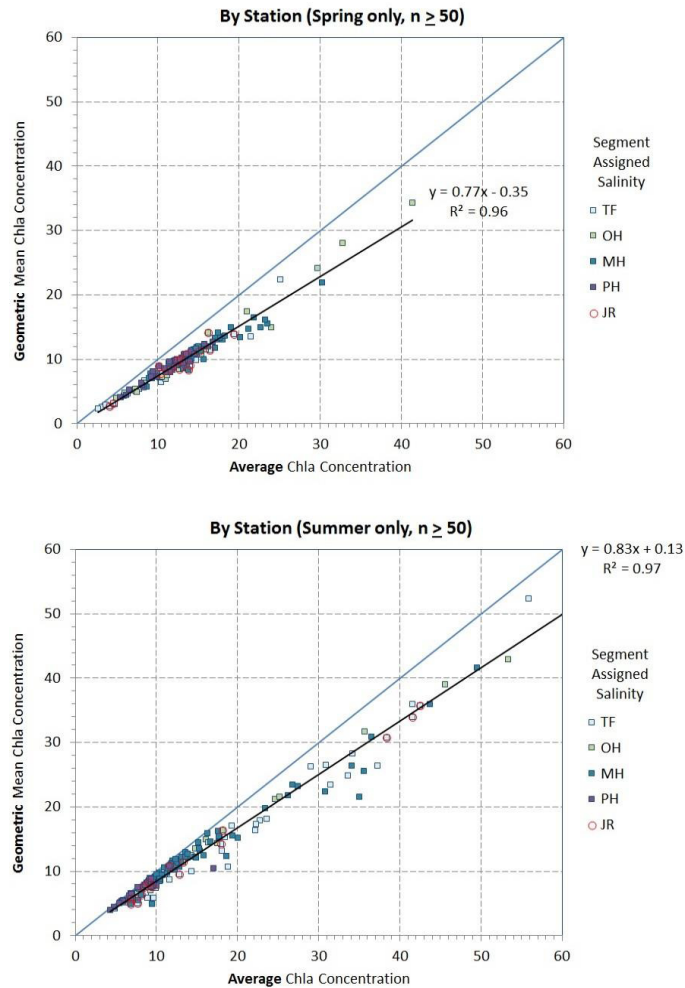 By Station (Spring only, n ≥ 50)
60
50
40
30
20
10
0
Geometric Mean Chla Concentration
y = 0.77x - 0.35
R² = 0.96
0 10 20 30 40 50 60
Average Chla Concentration
Segment
Assigned
Salinity
TF
OH
MH
PH
JR
By Station (Summer only, n ≥ 50)
60
50
40
30
20
10
0
Geometric Mean Chla Concentration
y = 0.83x + 0.13
R² = 0.97
0 10 20 30 40 50 60
Average Chla Concentration
Segment
Assigned
Salinity
TF
OH
MH
PH
JR